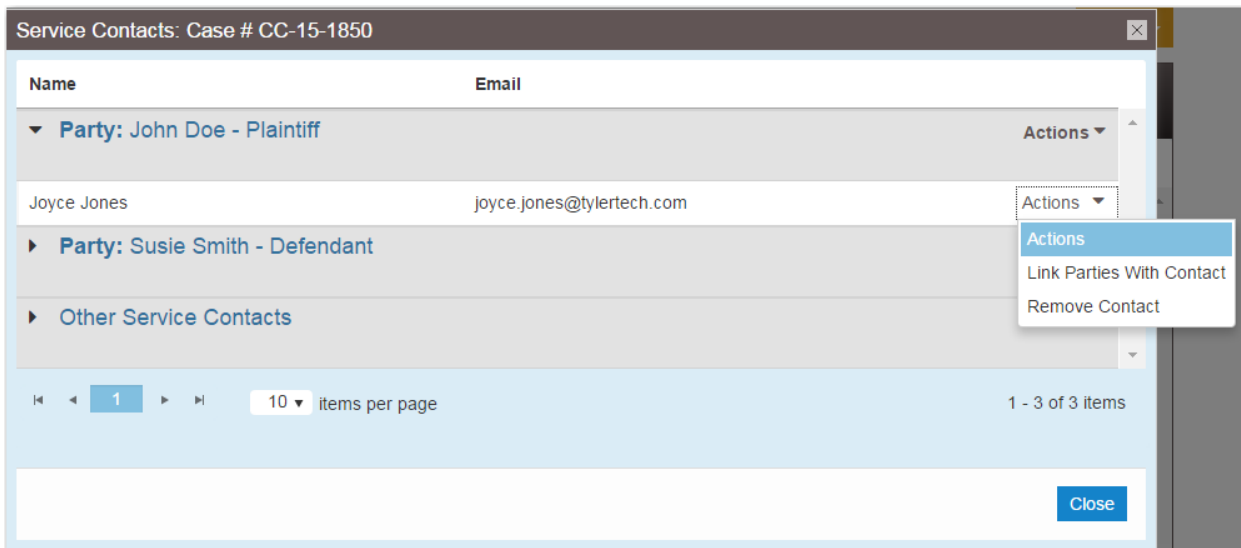 Service Contacts: Case # CC-15-1850
Name Email
Party: John Doe - Plaintiff Actions
Joyce Jones joyce.jones@tylertech.com Actions
Actions
Link Parties With Contact
Remove Contact
Party: Susie Smith - Defendant
Other Service Contacts
1 10 items per page 1 - 3 of 3 items
Close